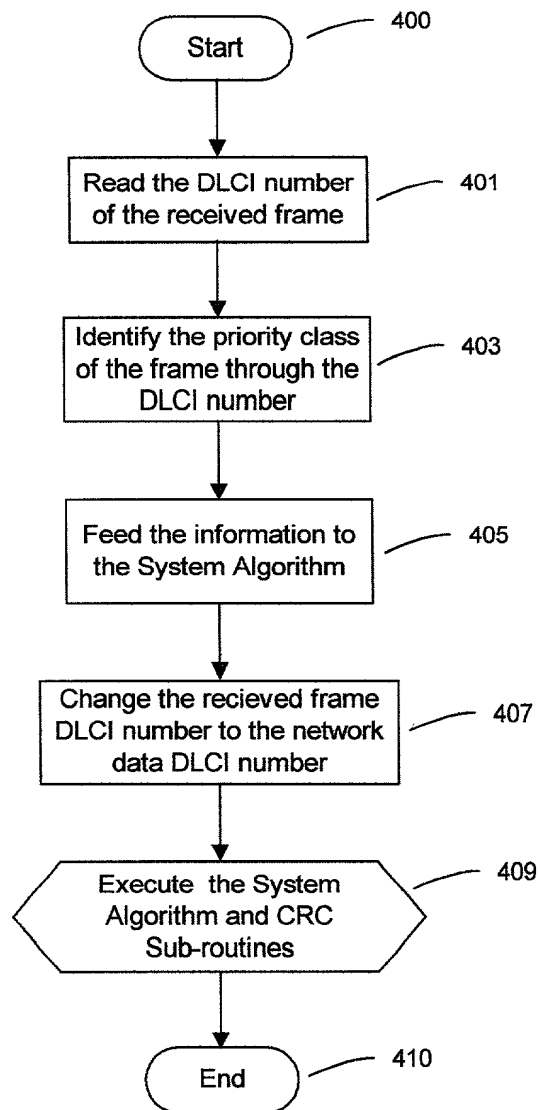 400
Start
Read the DLCI number
of the received frame
401
Identify the priority class
of the frame through the
DLCI number
403
Feed the information to
the System Algorithm
405
Change the recieved frame
DLCI number to the network
data DLCI number
407
Execute the System
Algorithm and CRC
Sub-routines
409
End
410